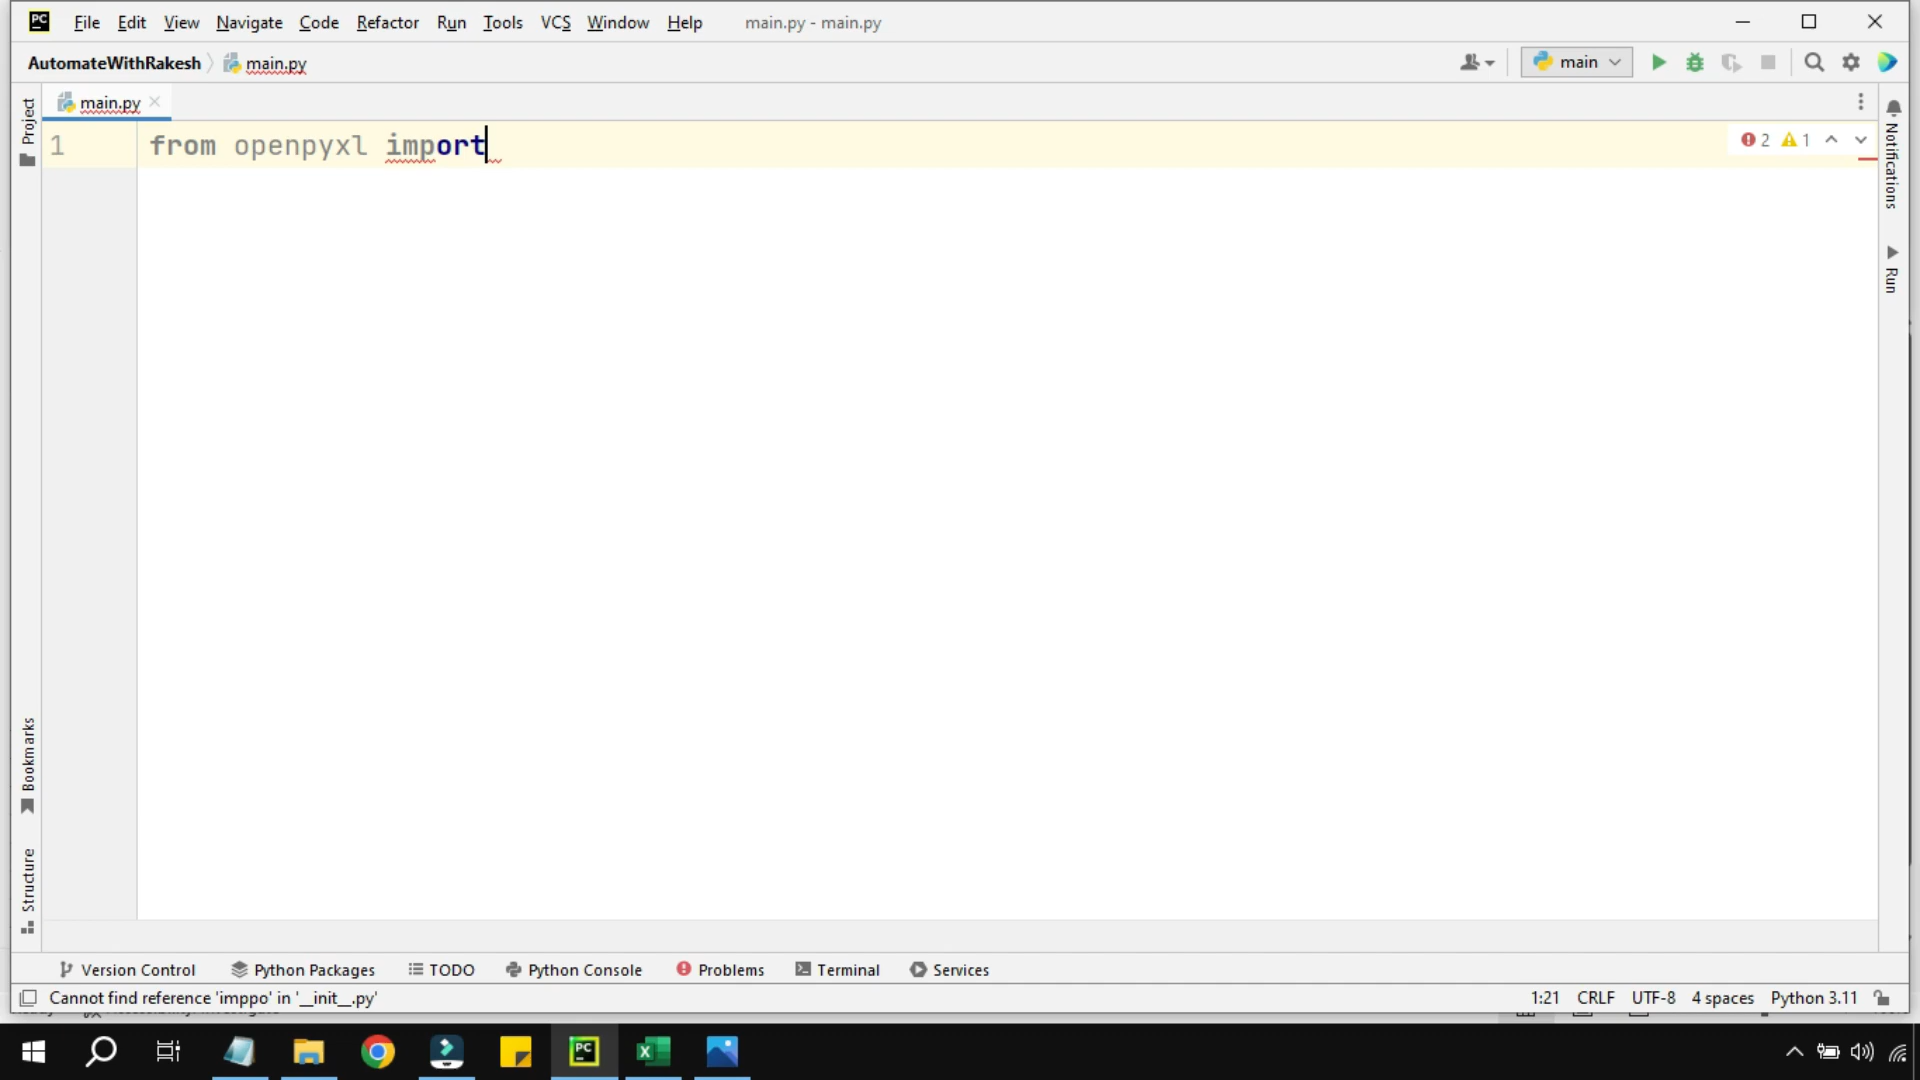 PC File Edit View Navigate Code Refactor Run Tools VCS Window Help main.py - main.py
AutomateWithRakesh main.py main
Project
main.py
Notifications
1 from openpyxl import 2 1
Run
Bookmarks
Structure
Version Control Python Packages TODO Python Console Problems Terminal Services
Cannot find reference 'imppo' in '__init__.py' 1:21 CRLF UTF-8 4 spaces Python 3.11
PC